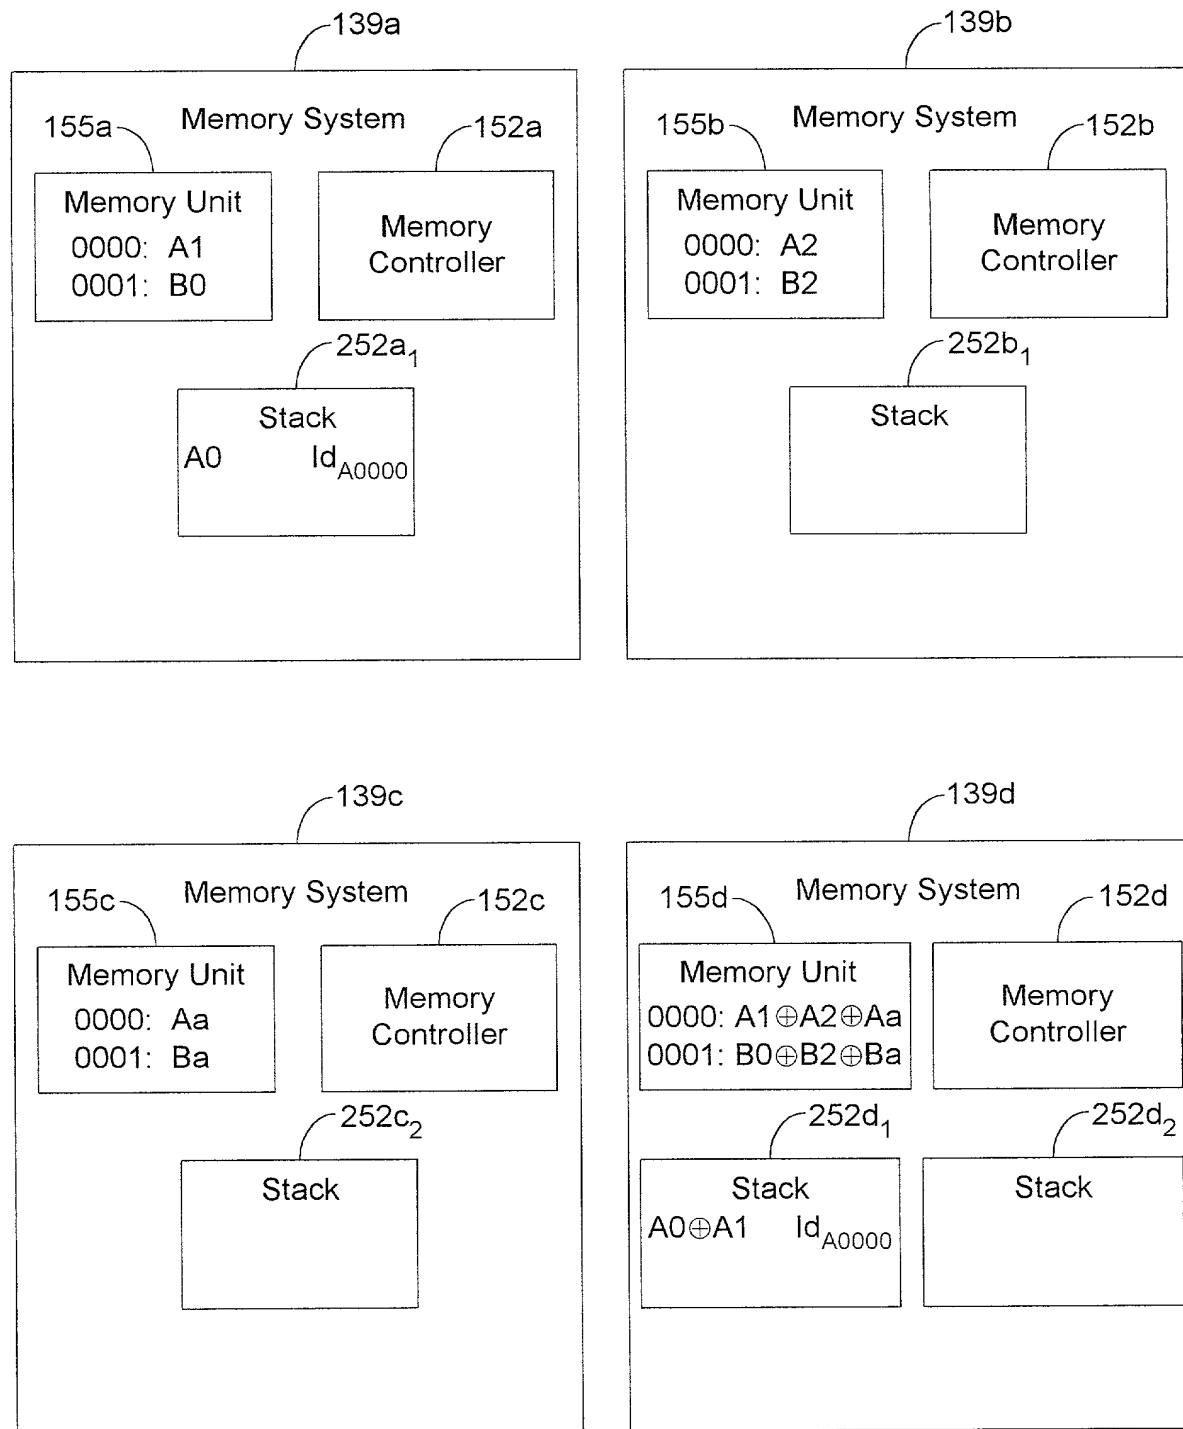 139a
Memory System
155a
152a
Memory Unit
0000: A1
0001: B0
Memory
Controller
252a₁
Stack
A0 Id_A0000
139b
Memory System
155b
152b
Memory Unit
0000: A2
0001: B2
Memory
Controller
252b₁
Stack
139c
Memory System
155c
152c
Memory Unit
0000: Aa
0001: Ba
Memory
Controller
252c₂
Stack
139d
Memory System
155d
152d
Memory Unit
0000: A1⊕A2⊕Aa
0001: B0⊕B2⊕Ba
Memory
Controller
252d₁
Stack
A0⊕A1 Id_A0000
252d₂
Stack